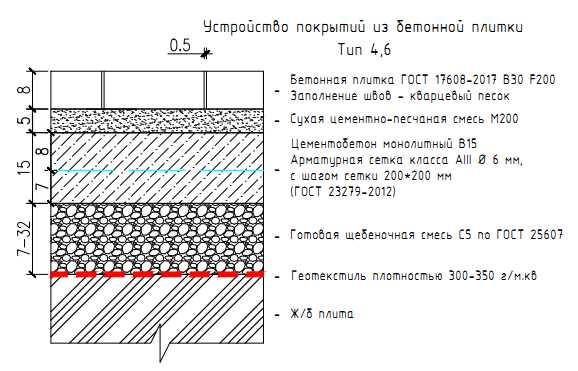 Устройство покрытий из бетонной плитки
Тип 4,6
0.5
8
Бетонная плитка ГОСТ 17608-2017 В30 F200
Заполнение швов - кварцевый песок
5
- Сухая цементно-песчаная смесь М200
15
8
7
Цементобетон монолитный В15
Арматурная сетка класса АIII Ø 6 мм,
- с шагом сетки 200*200 мм
(ГОСТ 23279-2012)
7-32
- Готовая щебеночная смесь С5 по ГОСТ 25607
- Геотекстиль плотностью 300-350 г/м.кв
- Ж/б плита